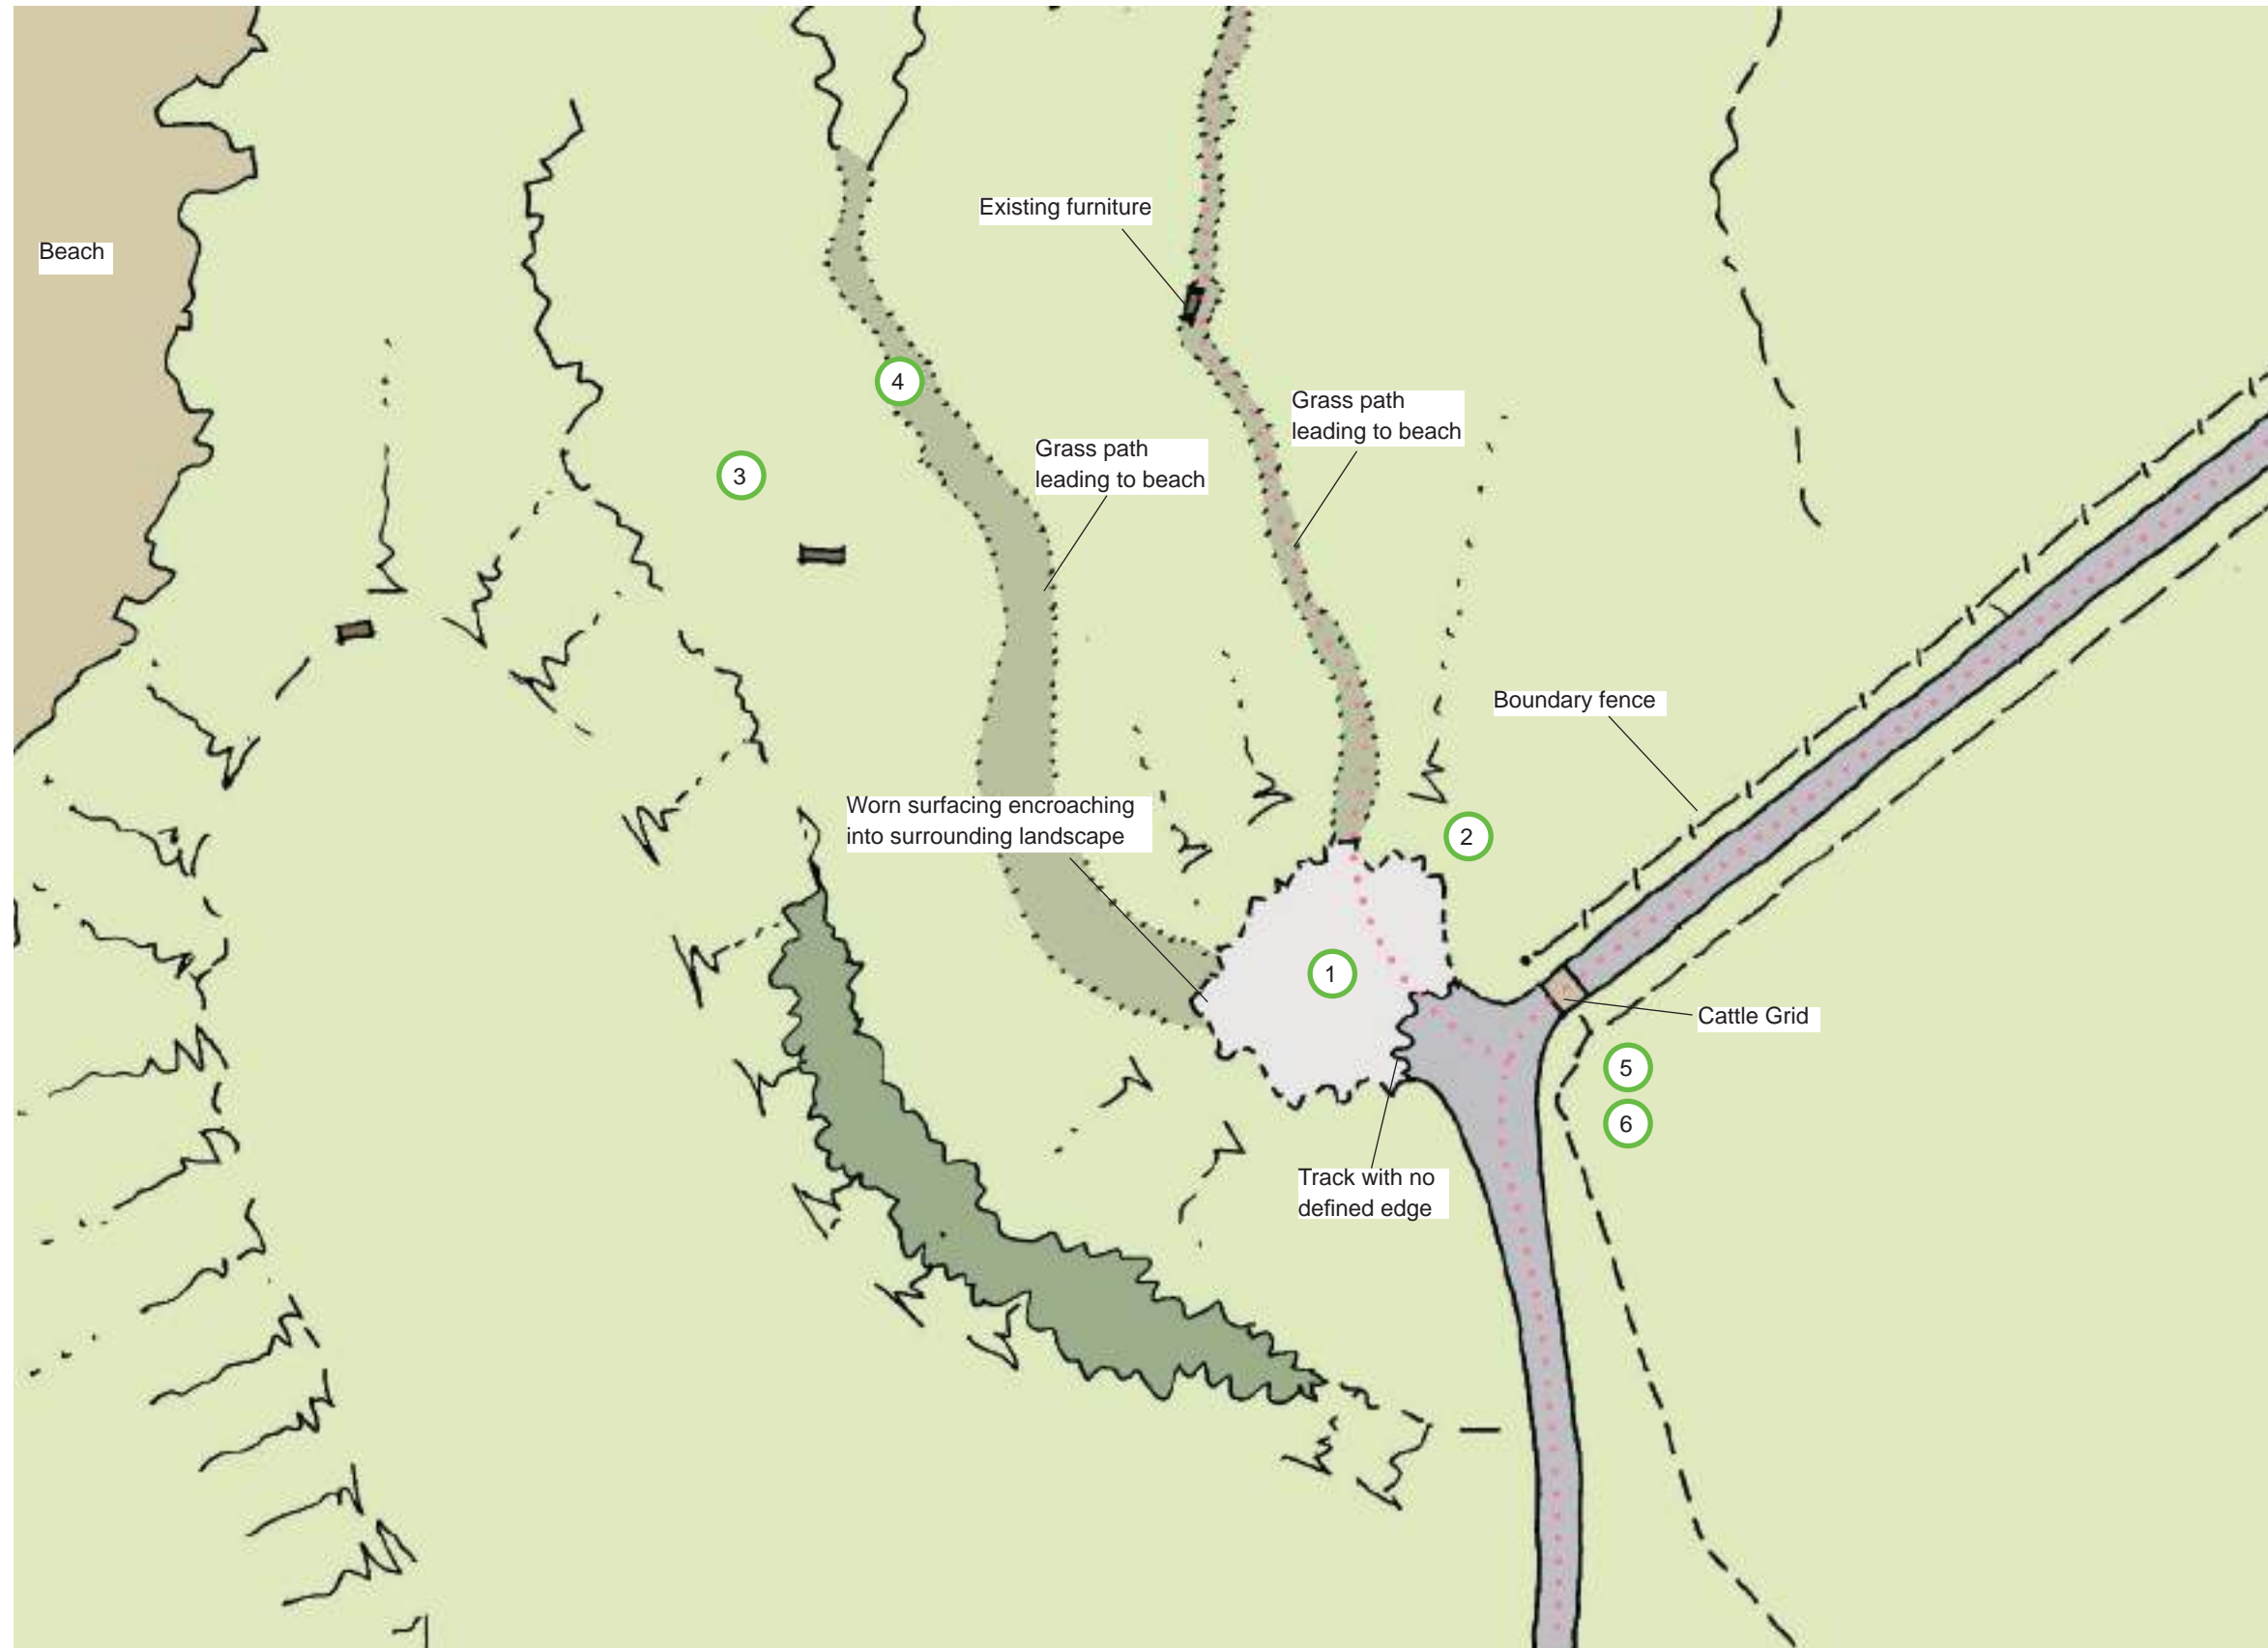 Existing furniture
Beach
4
Grass path
leading to beach
Grass path
leading to beach
3
Boundary fence
Worn surfacing encroaching
into surrounding landscape
2
1
Cattle Grid
5
6
Track with no
defined edge